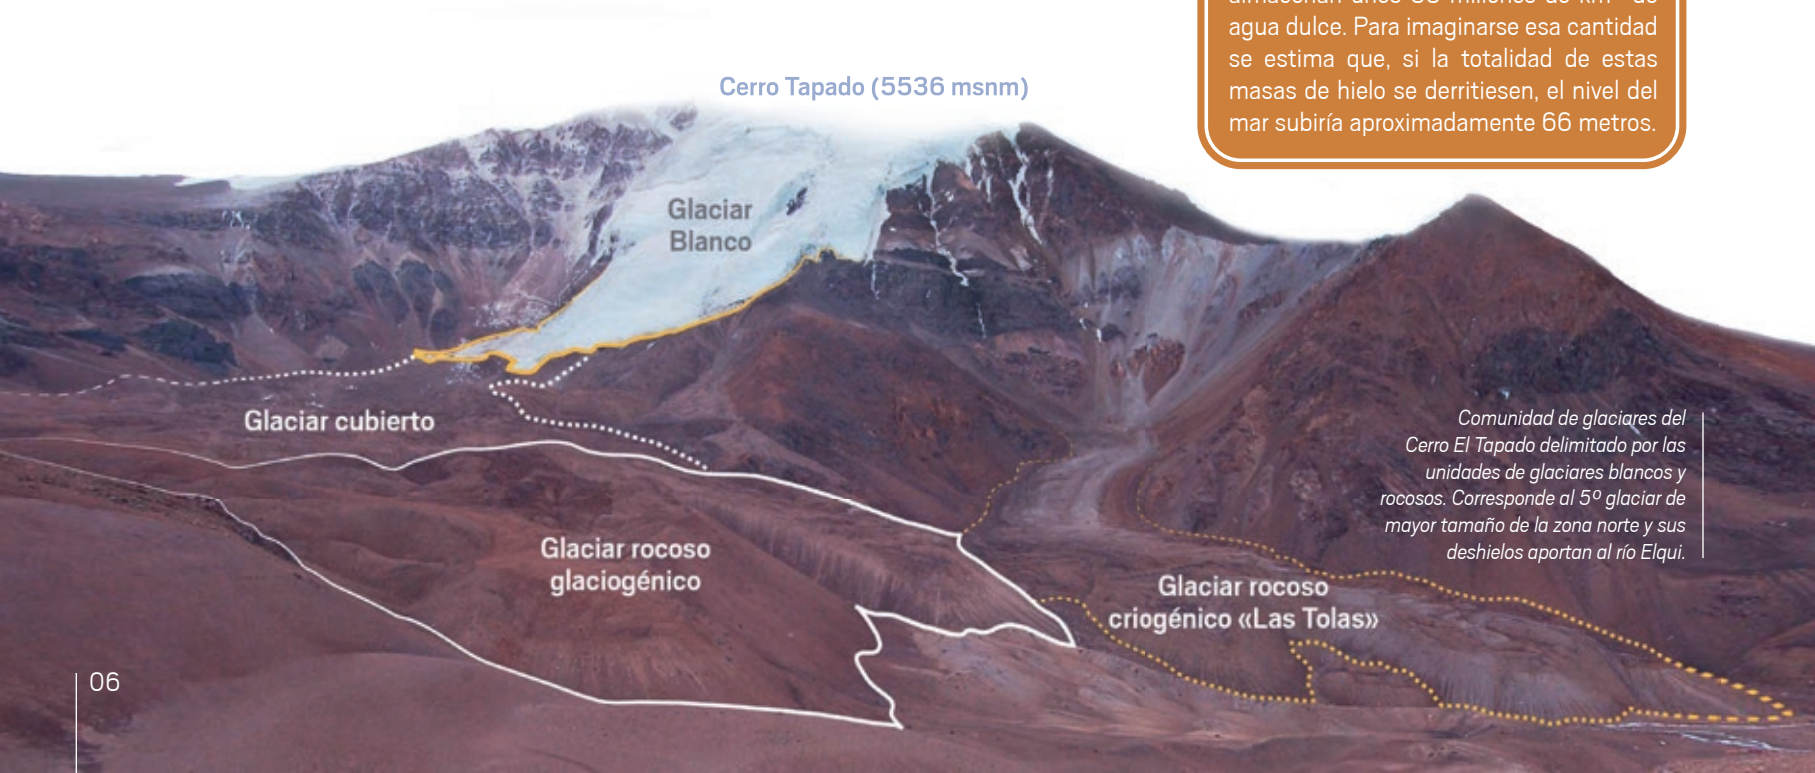 agua dulce. Para imaginarse esa cantidad
se estima que, si la totalidad de estas
masas de hielo se derritiesen, el nivel del
mar subiría aproximadamente 66 metros.
Cerro Tapado (5536 msnm)
Glaciar
Blanco
Glaciar cubierto
Glaciar rocoso
glaciogénico
Glaciar rocoso
criogénico «Las Tolas»
Comunidad de glaciares del
Cerro El Tapado delimitado por las
unidades de glaciares blancos y
rocosos. Corresponde al 5º glaciar de
mayor tamaño de la zona norte y sus
deshielos aportan al río Elqui.
06